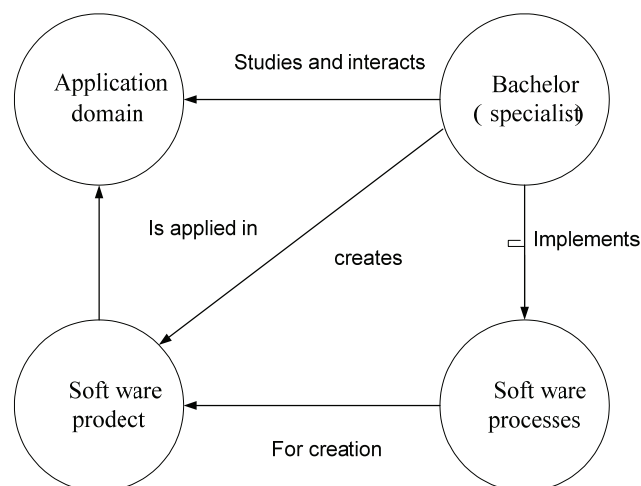 Studies and interacts
Application
domain
Bachelor
( specialist)
Is applied in
creates
Implements
Soft ware
prodect
Soft ware
processes
For creation